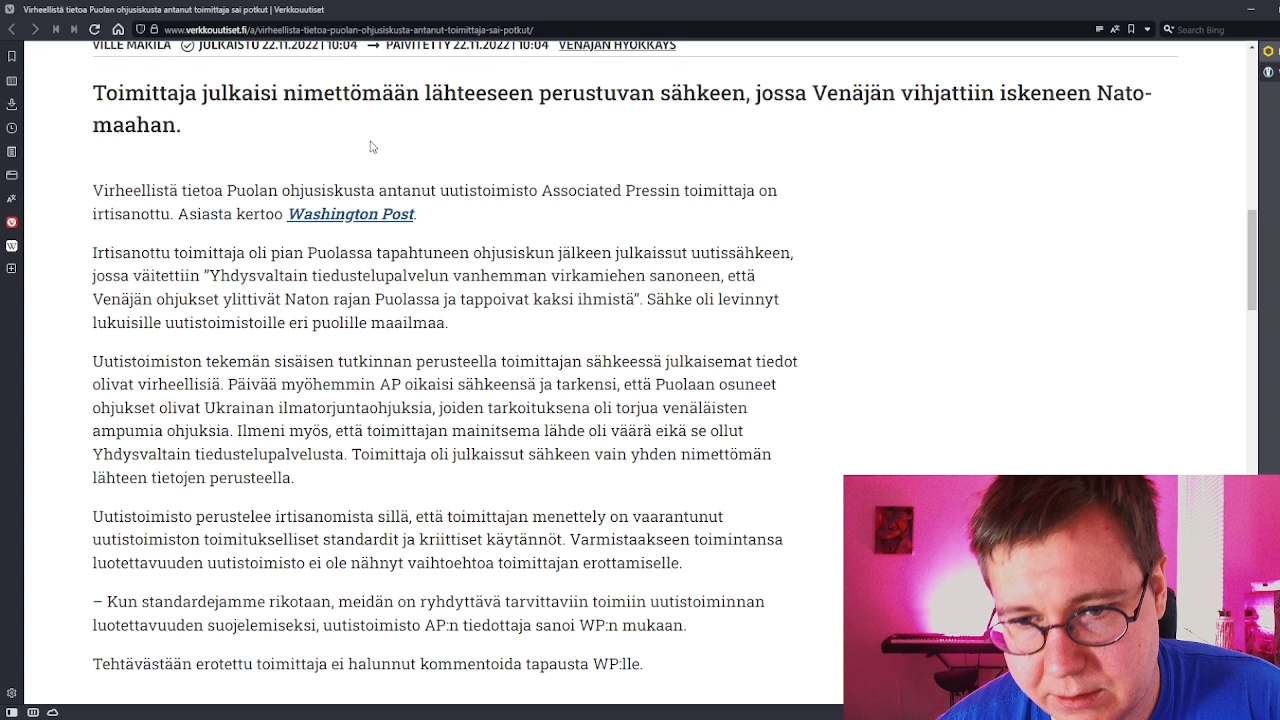 Virheellistä tietoa Puolan ohjusiskusta antanut toimittaja sai potkut | Verkkouutiset
www.verkkouutiset.fi/a/virheellista-tietoa-puolan-ohjusiskusta-antanut-toimittaja-sai-potkut/
Search Bing
VILLE MÄKILÄ JULKAISTU 22.11.2022 | 10:04 → PÄIVITETTY 22.11.2022 | 10:04 VENÄJÄN HYÖKKÄYS
Toimittaja julkaisi nimettömään lähteeseen perustuvan sähkeen, jossa Venäjän vihjattiin iskeneen Nato-
maahan.
Virheellistä tietoa Puolan ohjusiskusta antanut uutistoimisto Associated Pressin toimittaja on
irtisanottu. Asiasta kertoo Washington Post.
Irtisanottu toimittaja oli pian Puolassa tapahtuneen ohjusiskun jälkeen julkaissut uutissähkeen,
jossa väitettiin ”Yhdysvaltain tiedustelupalvelun vanhemman virkamiehen sanoneen, että
Venäjän ohjukset ylittivät Naton rajan Puolassa ja tappoivat kaksi ihmistä”. Sähke oli levinnyt
lukuisille uutistoimistoille eri puolille maailmaa.
Uutistoimiston tekemän sisäisen tutkinnan perusteella toimittajan sähkeessä julkaisemat tiedot
olivat virheellisiä. Päivää myöhemmin AP oikaisi sähkeensä ja tarkensi, että Puolaan osuneet
ohjukset olivat Ukrainan ilmatorjuntaohjuksia, joiden tarkoituksena oli torjua venäläisten
ampumia ohjuksia. Ilmeni myös, että toimittajan mainitsema lähde oli väärä eikä se ollut
Yhdysvaltain tiedustelupalvelusta. Toimittaja oli julkaissut sähkeen vain yhden nimettömän
lähteen tietojen perusteella.
Uutistoimisto perustelee irtisanomista sillä, että toimittajan menettely on vaarantunut
uutistoimiston toimitukselliset standardit ja kriittiset käytännöt. Varmistaakseen toimintansa
luotettavuuden uutistoimisto ei ole nähnyt vaihtoehtoa toimittajan erottamiselle.
– Kun standardejamme rikotaan, meidän on ryhdyttävä tarvittaviin toimiin uutistoiminnan
luotettavuuden suojelemiseksi, uutistoimisto AP:n tiedottaja sanoi WP:n mukaan.
Tehtävästään erotettu toimittaja ei halunnut kommentoida tapausta WP:lle.